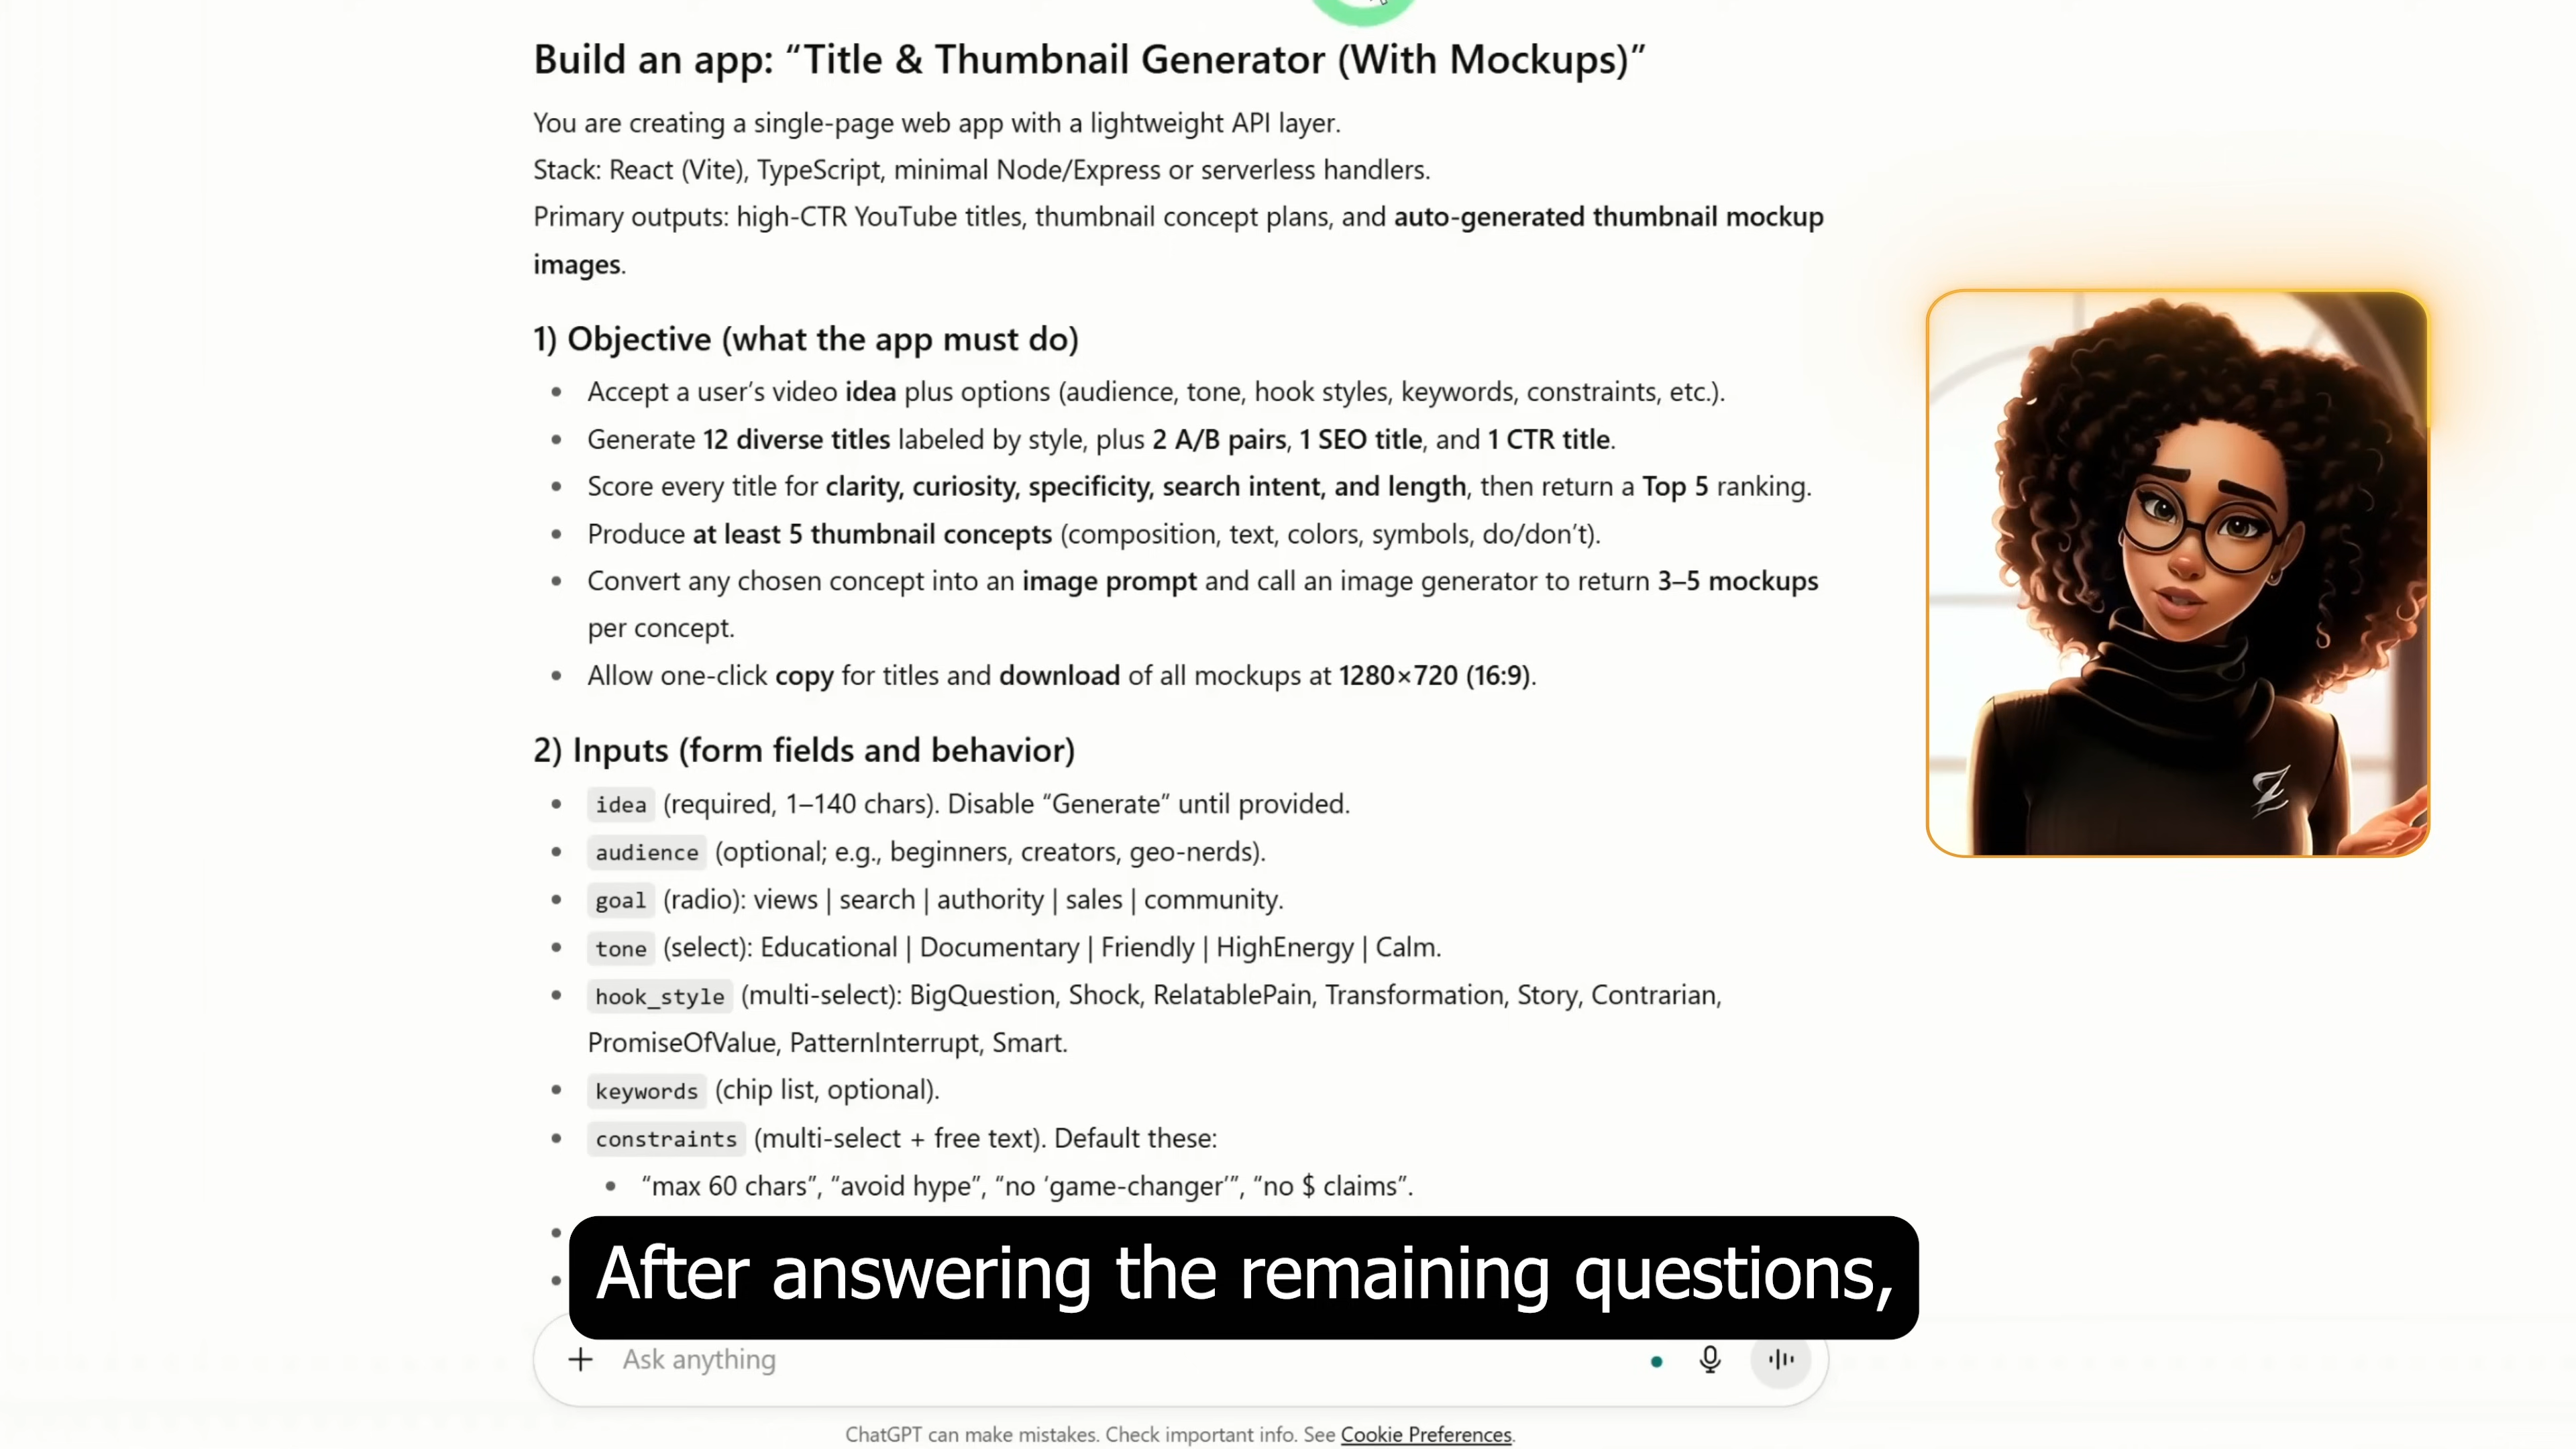 Build an app: “Title & Thumbnail Generator (With Mockups)”
You are creating a single-page web app with a lightweight API layer.
Stack: React (Vite), TypeScript, minimal Node/Express or serverless handlers.
Primary outputs: high-CTR YouTube titles, thumbnail concept plans, and auto-generated thumbnail mockup
images.
1) Objective (what the app must do)
• Accept a user’s video idea plus options (audience, tone, hook styles, keywords, constraints, etc.).
• Generate 12 diverse titles labeled by style, plus 2 A/B pairs, 1 SEO title, and 1 CTR title.
• Score every title for clarity, curiosity, specificity, search intent, and length, then return a Top 5 ranking.
• Produce at least 5 thumbnail concepts (composition, text, colors, symbols, do/don’t).
• Convert any chosen concept into an image prompt and call an image generator to return 3–5 mockups
per concept.
• Allow one-click copy for titles and download of all mockups at 1280×720 (16:9).
2) Inputs (form fields and behavior)
• idea (required, 1–140 chars). Disable “Generate” until provided.
• audience (optional; e.g., beginners, creators, geo-nerds).
• goal (radio): views | search | authority | sales | community.
• tone (select): Educational | Documentary | Friendly | HighEnergy | Calm.
• hook_style (multi-select): BigQuestion, Shock, RelatablePain, Transformation, Story, Contrarian,
PromiseOfValue, PatternInterrupt, Smart.
• keywords (chip list, optional).
• constraints (multi-select + free text). Default these:
• “max 60 chars”, “avoid hype”, “no ‘game-changer’”, “no $ claims”.
After answering the remaining questions,
Ask anything
ChatGPT can make mistakes. Check important info. See Cookie Preferences.
Z